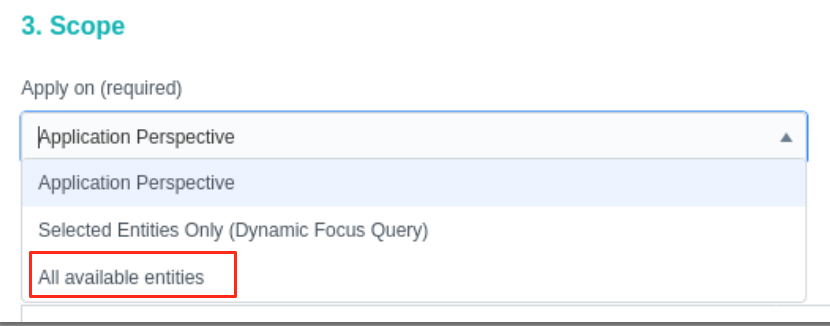 3. Scope
Apply on (required)
Application Perspective
Application Perspective
Selected Entities Only (Dynamic Focus Query)
All available entities